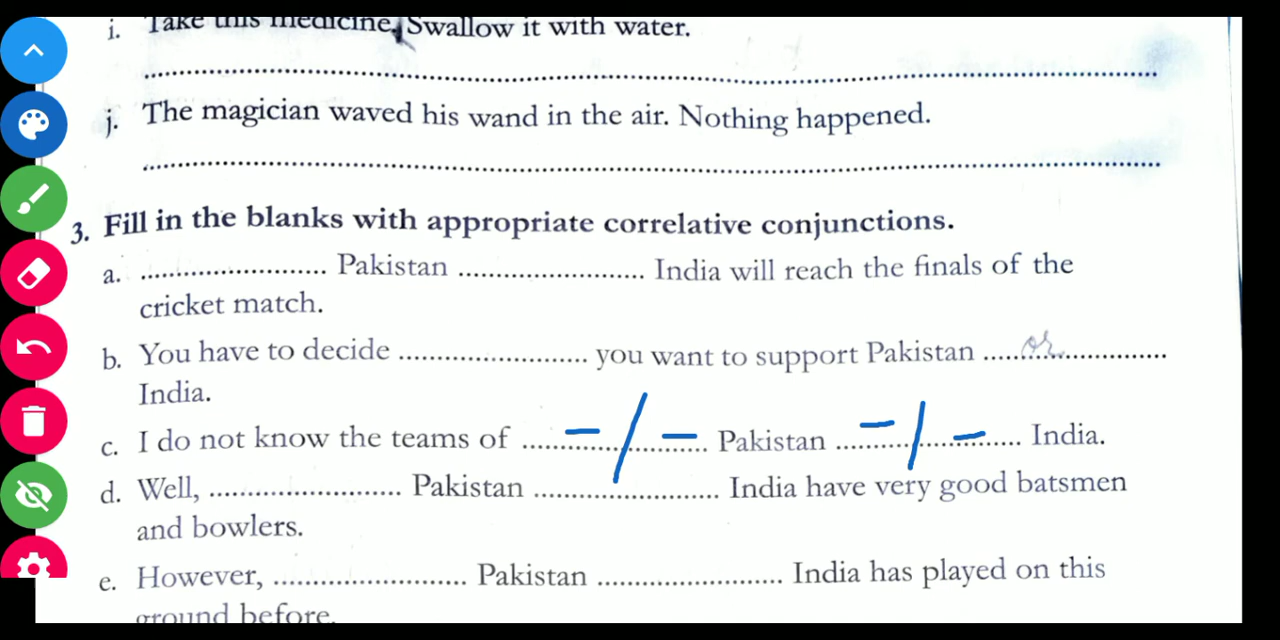 i. Take this medicine. Swallow it with water.
j. The magician waved his wand in the air. Nothing happened.
3. Fill in the blanks with appropriate correlative conjunctions.
a. ........................ Pakistan ........................ India will reach the finals of the
cricket match.
b. You have to decide ........................ you want to support Pakistan .....or..............
India.
c. I do not know the teams of .....–...../.....–..... Pakistan .....–...../.....–..... India.
d. Well, ........................ Pakistan ........................ India have very good batsmen
and bowlers.
e. However, ........................ Pakistan ........................ India has played on this
ground before.